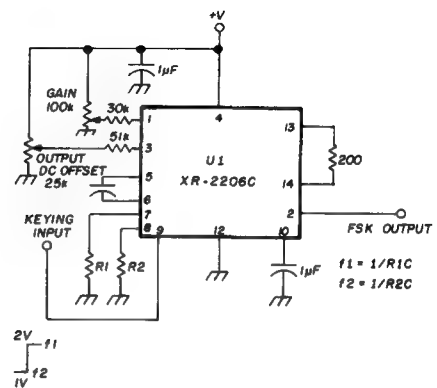 +V
1μF
GAIN
100k
30k
1
4
13
51k
3
U1
200
OUTPUT
DC OFFSET
25k
5
XR-2206C
14
6
2
KEYING
INPUT
7
8
9
12
10
FSK OUTPUT
R1
R2
1μF
f1 = 1/R1C
f2 = 1/R2C
2V
f1
f2
1V